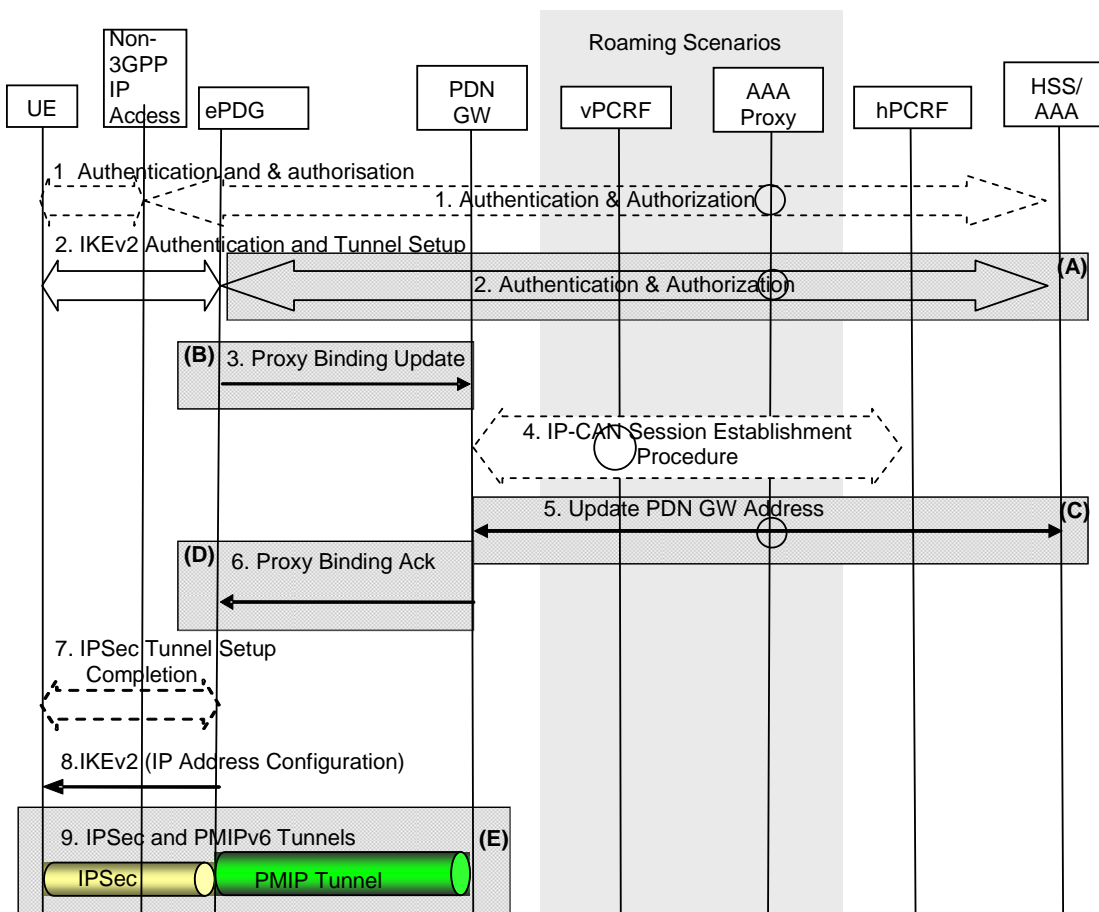 Roaming Scenarios
UE
Non-
3GPP
IP
Access
ePDG
PDN
GW
vPCRF
AAA
Proxy
hPCRF
HSS/
AAA
1 Authentication and & authorisation
1. Authentication & Authorization
2. IKEv2 Authentication and Tunnel Setup
(A)
2. Authentication & Authorization
(B)
3. Proxy Binding Update
4. IP-CAN Session Establishment
Procedure
5. Update PDN GW Address
(C)
(D)
6. Proxy Binding Ack
7. IPSec Tunnel Setup
Completion
8.IKEv2 (IP Address Configuration)
9. IPSec and PMIPv6 Tunnels
(E)
IPSec
PMIP Tunnel